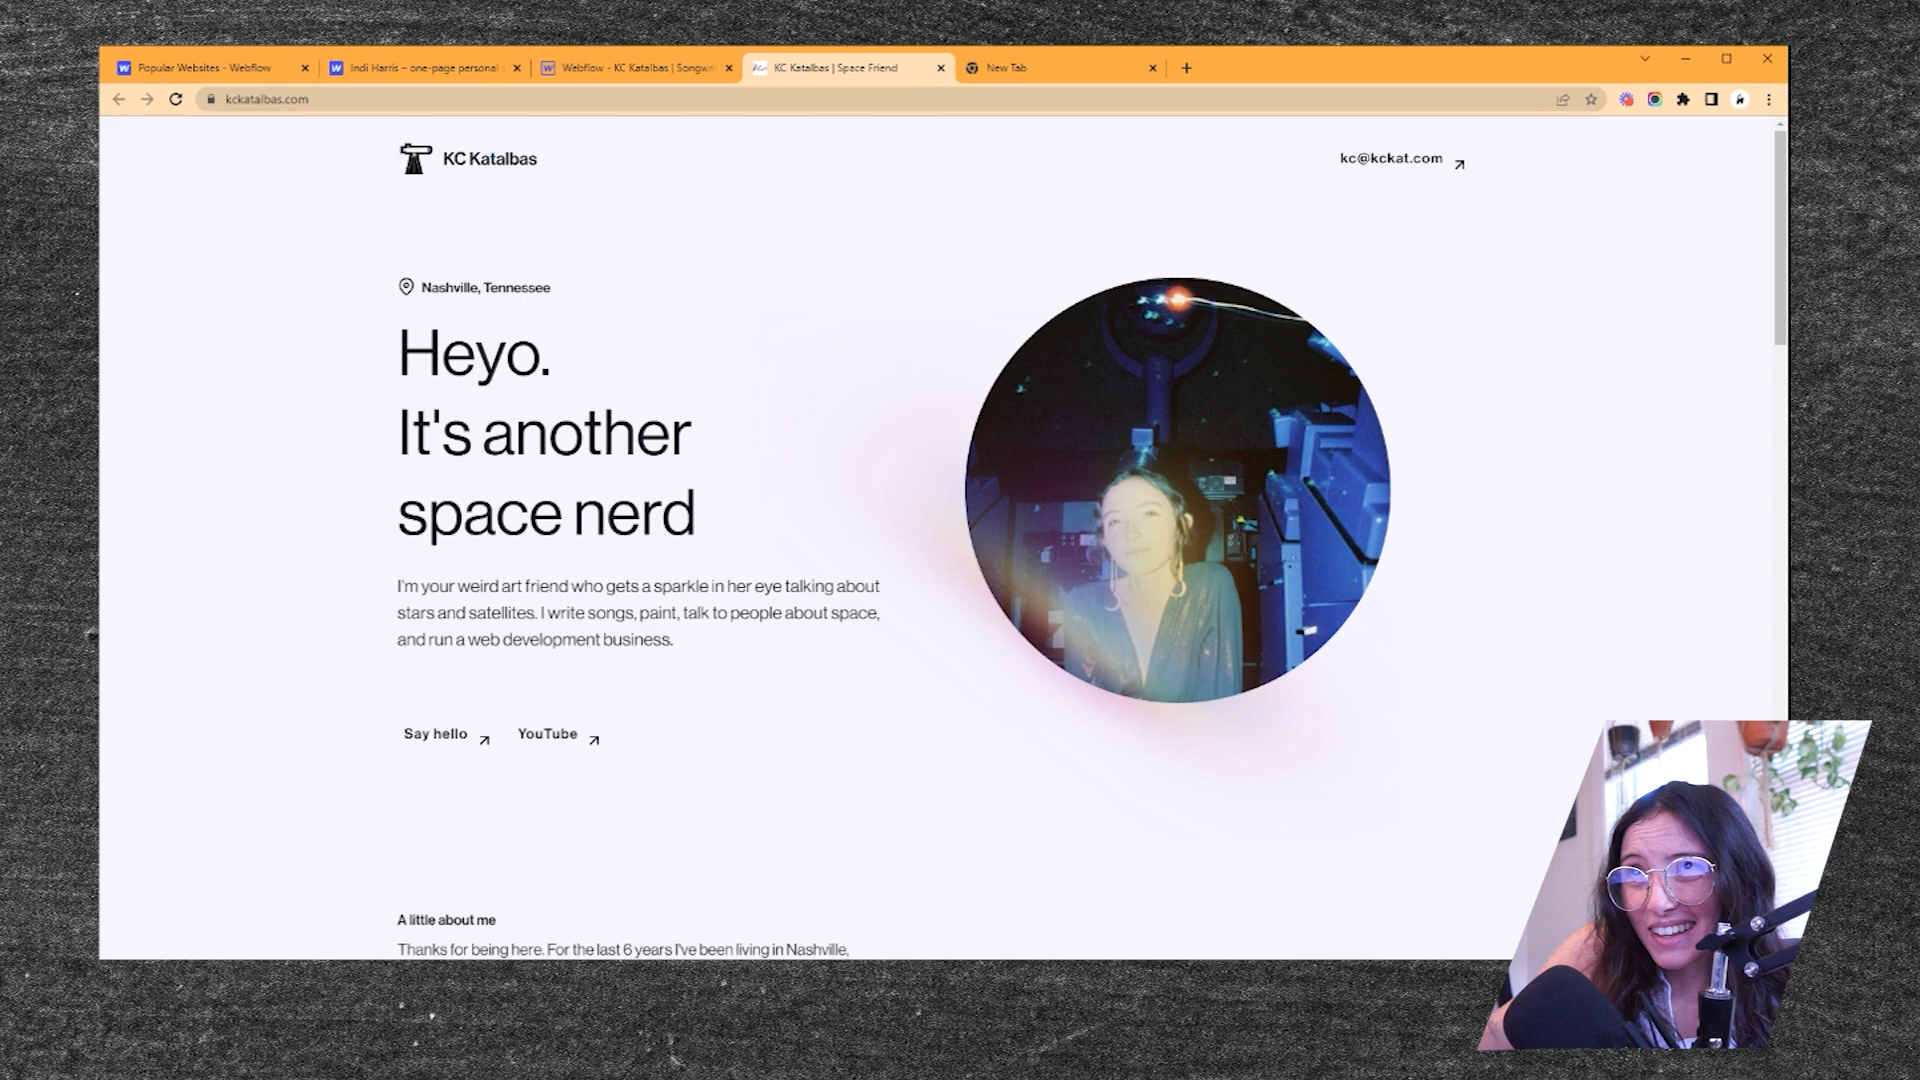 Popular Websites - Webflow
Indi Harris – one-page personal
Webflow - KC Katalbas | Songwri
KC Katalbas | Space Friend
New Tab
kckatalbas.com
KC Katalbas
kc@kckat.com
Nashville, Tennessee
Heyo.
It's another
space nerd
I'm your weird art friend who gets a sparkle in her eye talking about
stars and satellites. I write songs, paint, talk to people about space,
and run a web development business.
Say hello
YouTube
A little about me
Thanks for being here. For the last 6 years I've been living in Nashville,